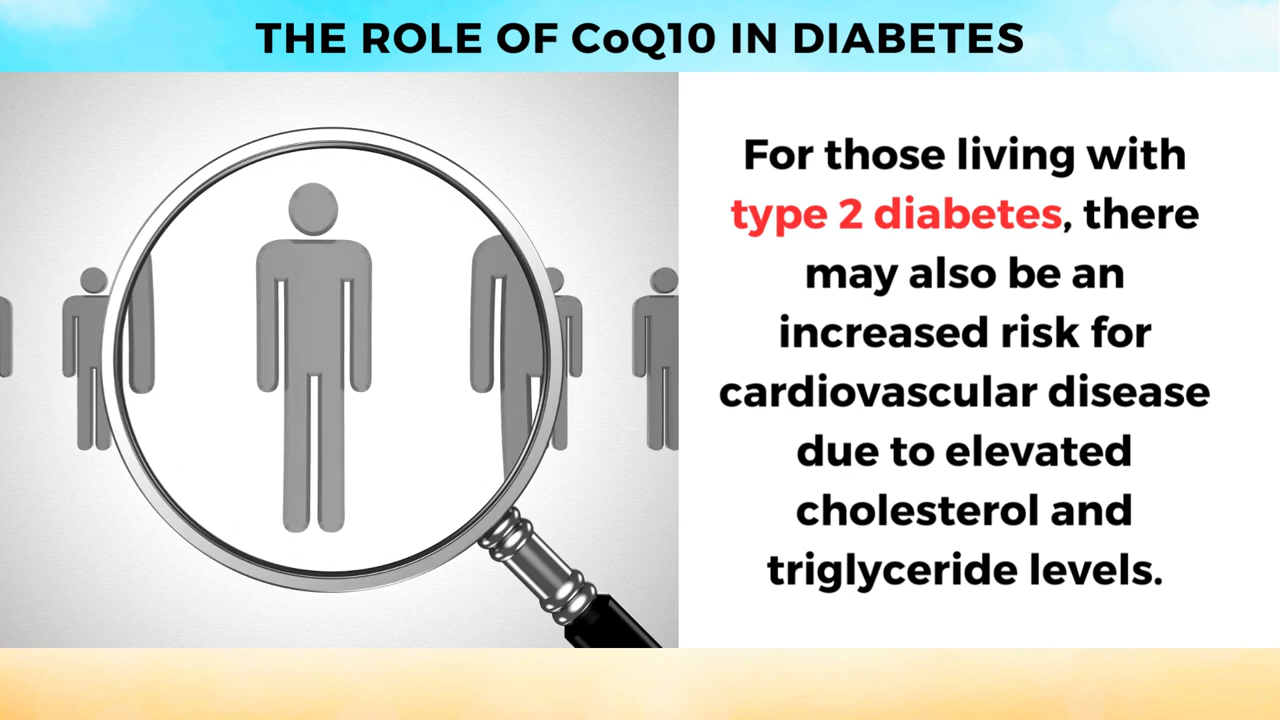 THE ROLE OF CoQ10 IN DIABETES
For those living with
type 2 diabetes, there
may also be an
increased risk for
cardiovascular disease
due to elevated
cholesterol and
triglyceride levels.